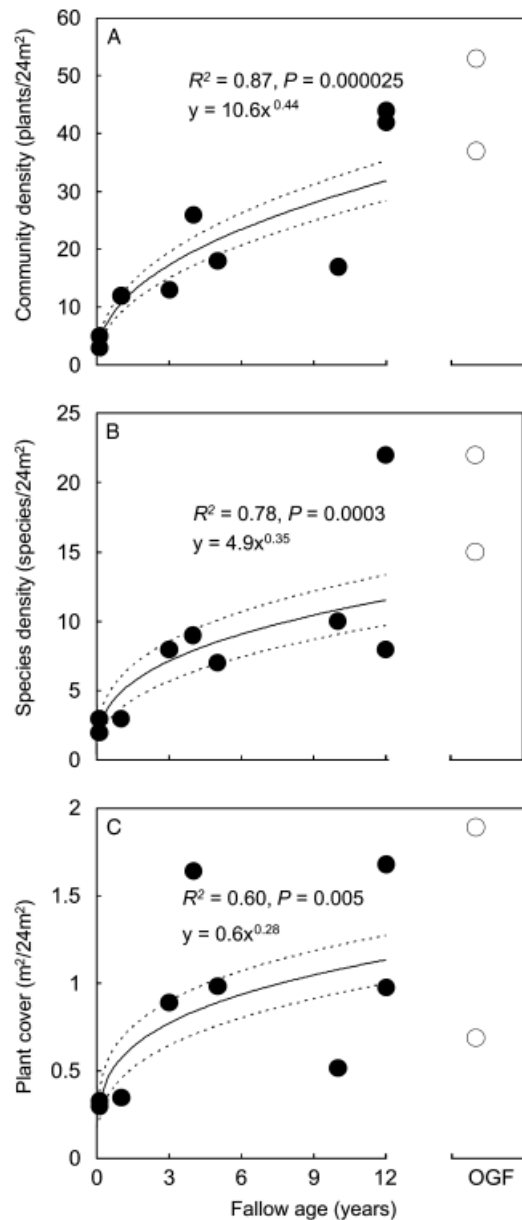 A
60
50
40
30
20
10
0
Community density (plants/24m²)
R² = 0.87, P = 0.000025
y = 10.6x^0.44
B
25
20
15
10
5
0
Species density (species/24m²)
R² = 0.78, P = 0.0003
y = 4.9x^0.35
C
2
1.5
1
0.5
0
Plant cover (m²/24m²)
R² = 0.60, P = 0.005
y = 0.6x^0.28
0 3 6 9 12 OGF
Fallow age (years)